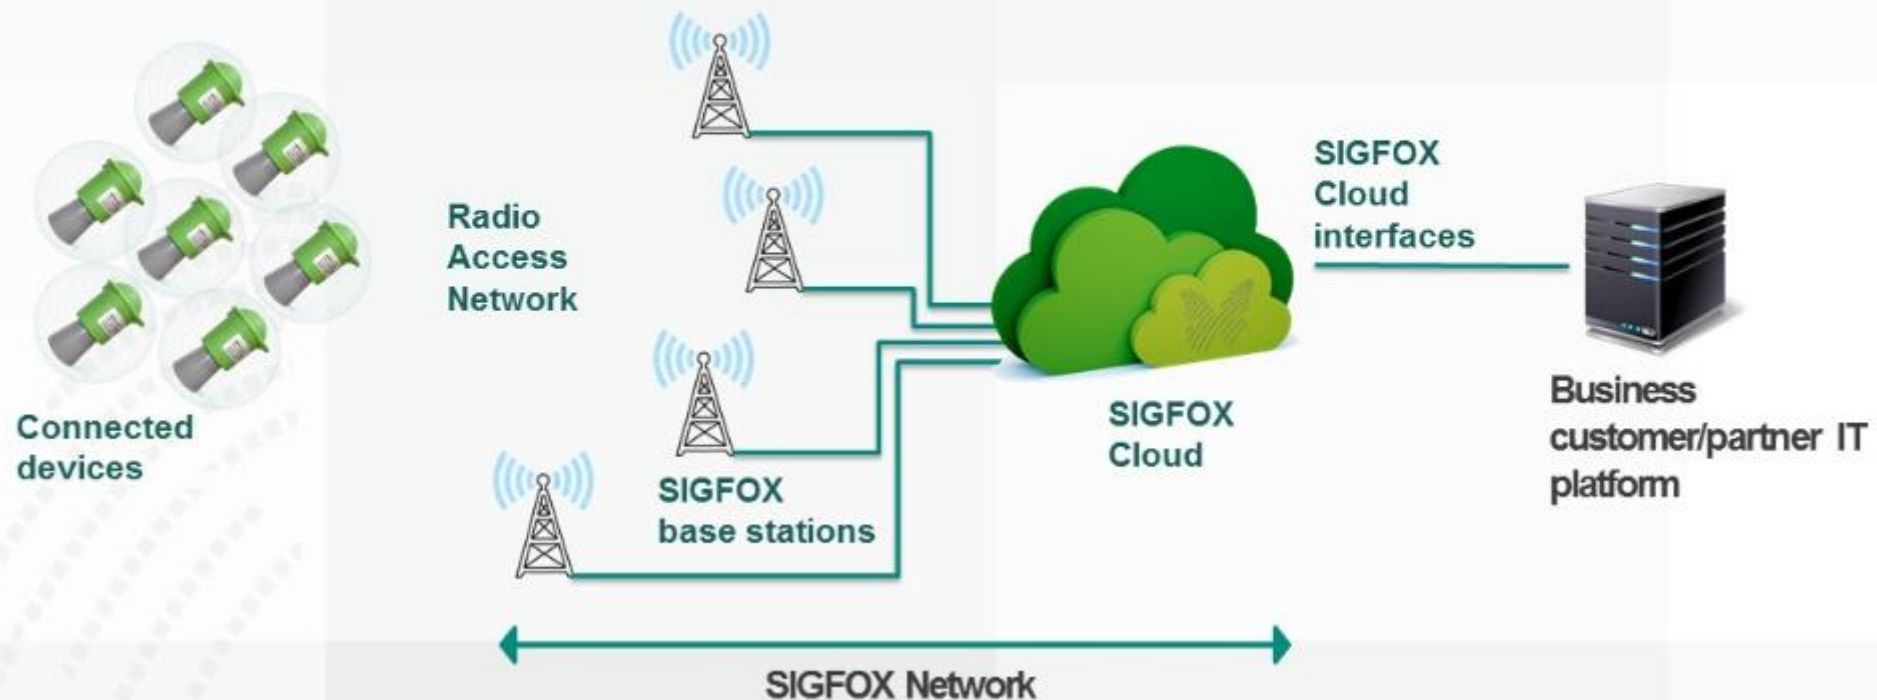 Connected
devices
Radio
Access
Network
SIGFOX
base stations
SIGFOX
Cloud
SIGFOX
Cloud
interfaces
Business
customer/partner IT
platform
SIGFOX Network